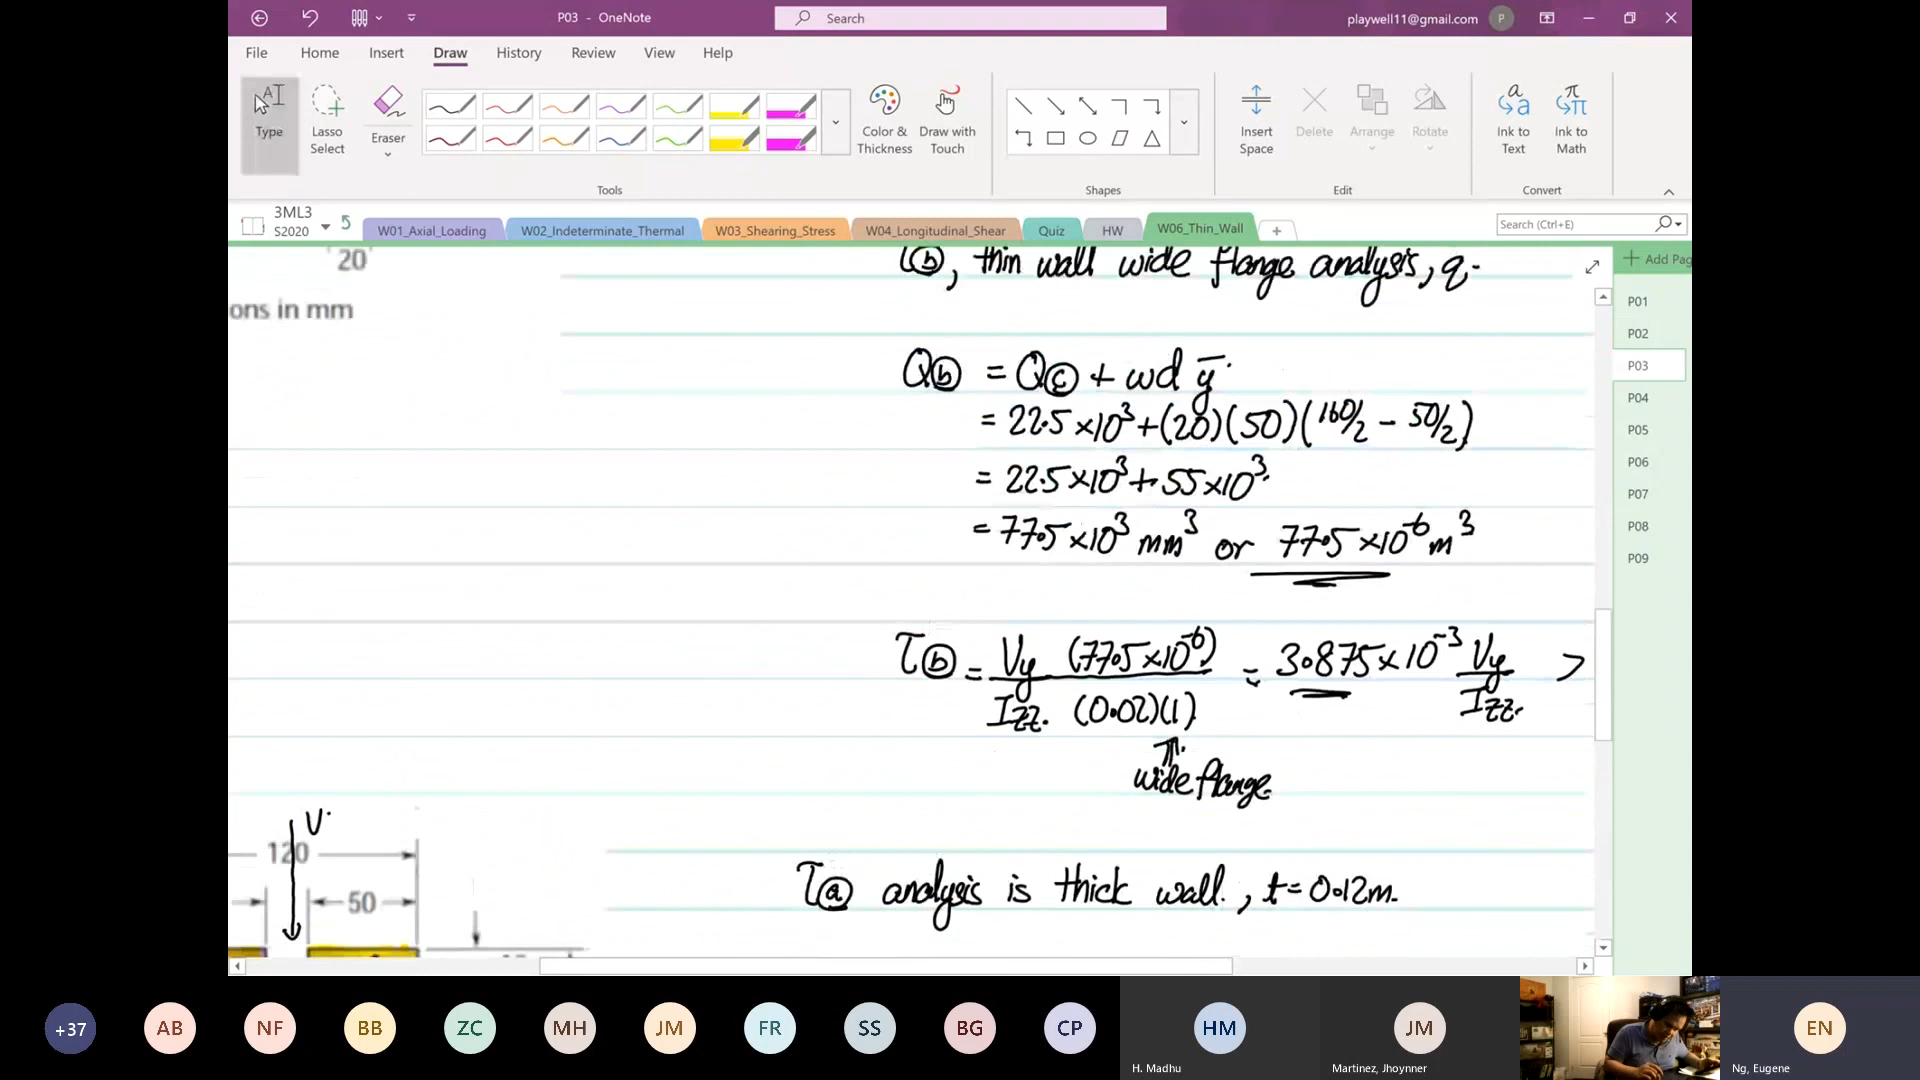 P03 - OneNote
Search
playwell11@gmail.com
P
File Home Insert Draw History Review View Help
Type
Lasso Select
Eraser
Color & Thickness
Draw with Touch
Insert Space
Delete
Arrange
Rotate
Ink to Text
Ink to Math
Tools
Shapes
Edit
Convert
3ML3
S2020
W01_Axial_Loading W02_Indeterminate_Thermal W03_Shearing_Stress W04_Longitudinal_Shear Quiz HW W06_Thin_Wall
Search (Ctrl+E)
Add Pag
P01
P02
P03
P04
P05
P06
P07
P08
P09
20
ons in mm
τⓑ, thin wall wide flange analysis, q.
Qⓑ = Qⓒ + wd ȳ
= 22.5×10³ + (20)(50)(160/2 - 50/2)
= 22.5×10³ + 55×10³
= 77.5×10³ mm³ or 77.5×10⁻⁶ m³
τⓑ = Vy (77.5×10⁻⁶) / Izz (0.02)(1) = 3.875×10⁻³ Vy / Izz >
wide flange
V
120
50
τⓐ analysis is thick wall, t = 0.12m.
+37 AB NF BB ZC MH JM FR SS BG CP HM JM EN
H. Madhu
Martinez, Jhoynner
Ng, Eugene